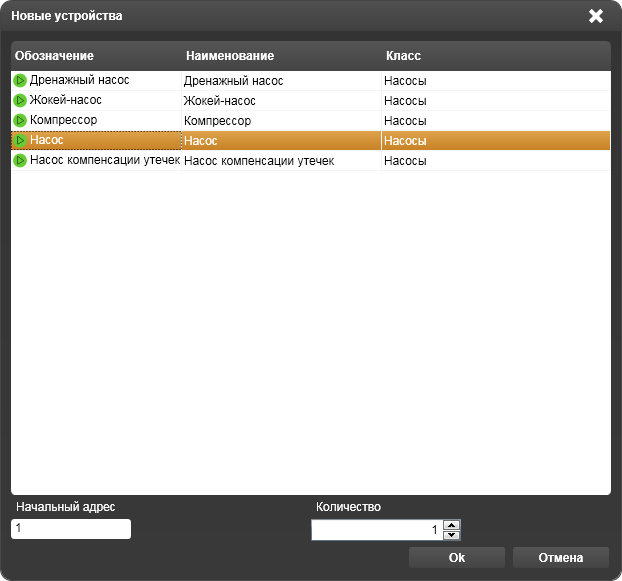 Новые устройства
Обозначение Наименование Класс
Дренажный насос Дренажный насос Насосы
Жокей-насос Жокей-насос Насосы
Компрессор Компрессор Насосы
Насос Насос Насосы
Насос компенсации утечек Насос компенсации утечек Насосы
Начальный адрес Количество
1 1
Ok Отмена